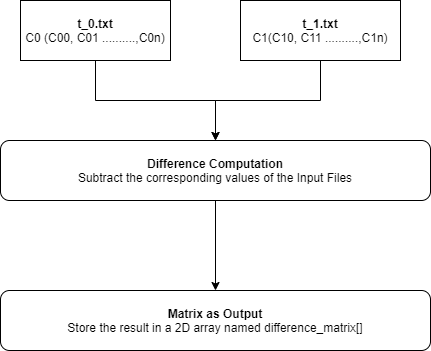 t_0.txt
C0 (C00, C01 ..........,C0n)
t_1.txt
C1(C10, C11 ..........,C1n)
Difference Computation
Subtract the corresponding values of the Input Files
Matrix as Output
Store the result in a 2D array named difference_matrix[]